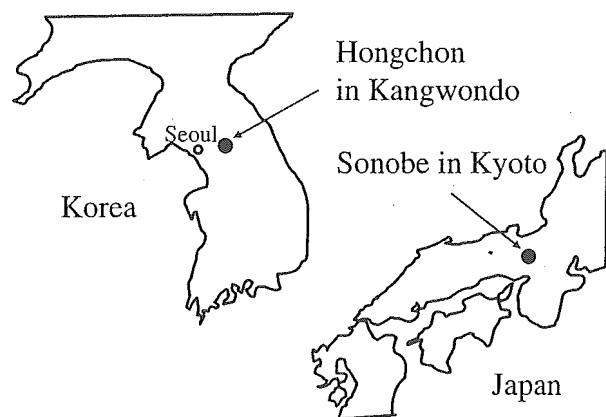 Hongchon
in Kangwondo
Seoul
Sonobe in Kyoto
Korea
Japan